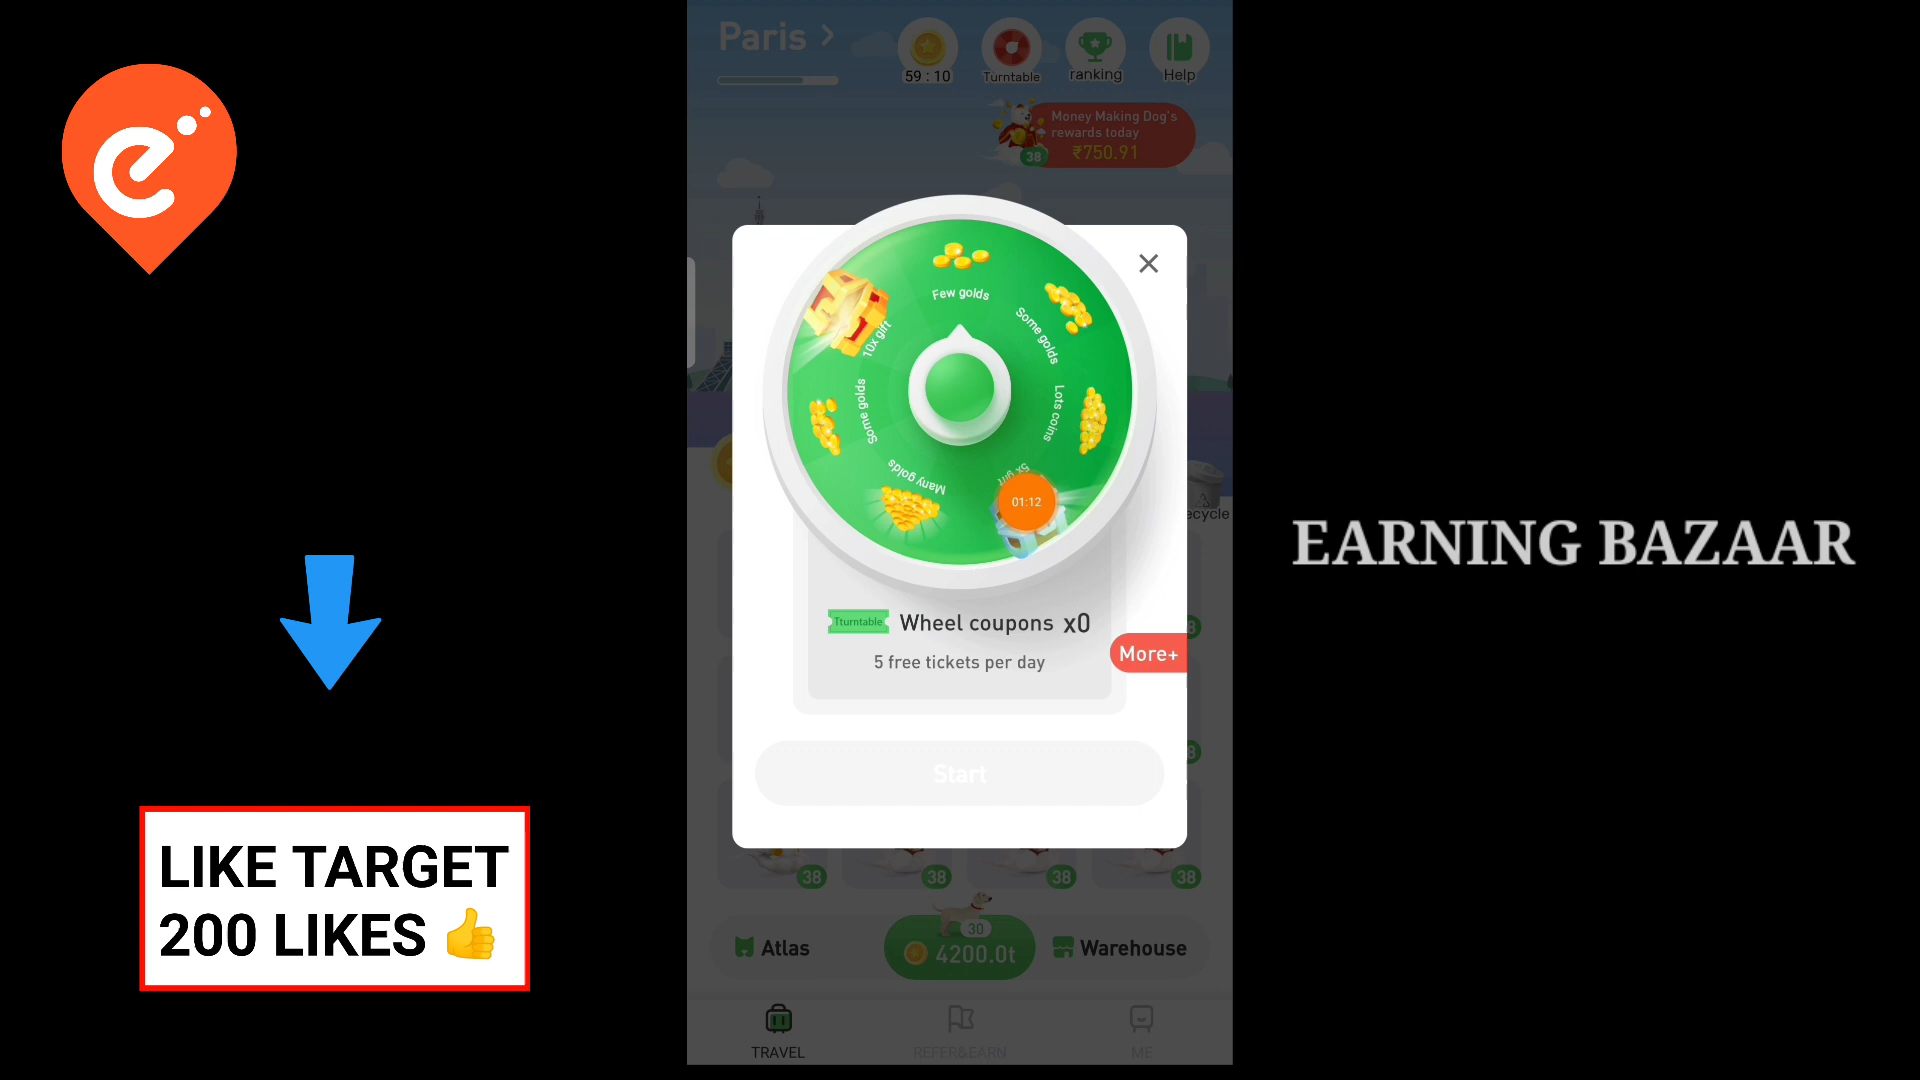 Paris
59 : 10
Turntable
ranking
Help
Money Making Dog's
rewards today
₹750.91
38
Few golds
Some golds
Lots coins
5x gift
Many golds
Some golds
10x gift
01:12
ecycle
Tturntable
Wheel coupons x0
5 free tickets per day
More+
Start
38
38
38
38
Atlas
30
4200.0t
Warehouse
TRAVEL
REFER&EARN
ME
e
LIKE TARGET
200 LIKES 👍
EARNING BAZAAR